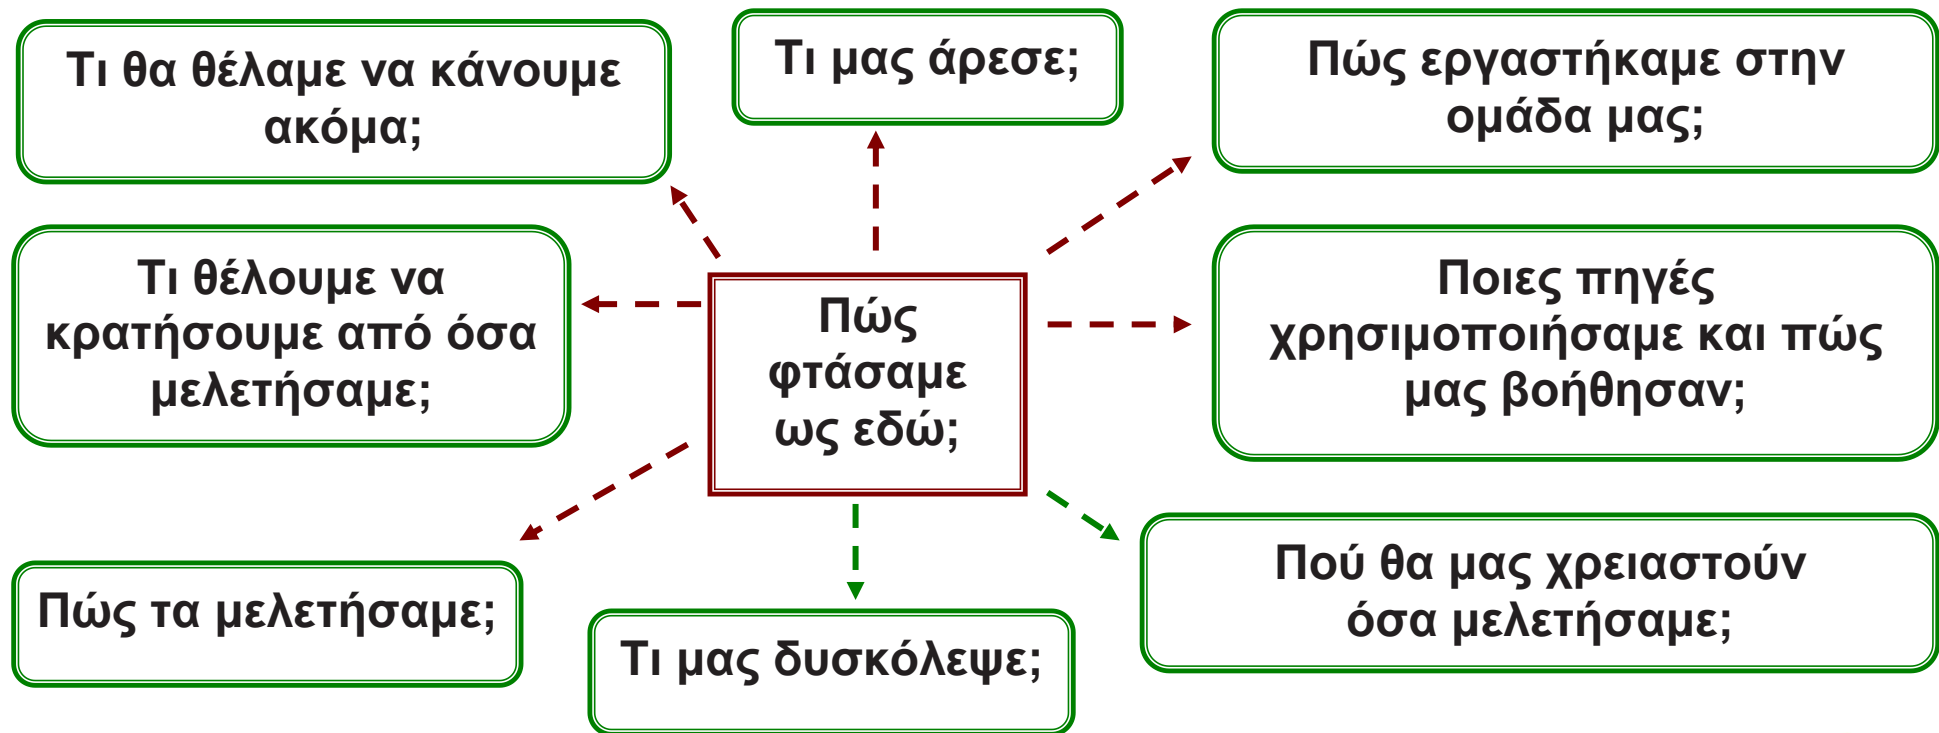 Τι θα θέλαμε να κάνουμε
ακόμα;
Τι μας άρεσε;
Πώς εργαστήκαμε στην
ομάδα μας;
Τι θέλουμε να
κρατήσουμε από όσα
μελετήσαμε;
Πώς
φτάσαμε
ως εδώ;
Ποιες πηγές
χρησιμοποιήσαμε και πώς
μας βοήθησαν;
Πώς τα μελετήσαμε;
Τι μας δυσκόλεψε;
Πού θα μας χρειαστούν
όσα μελετήσαμε;